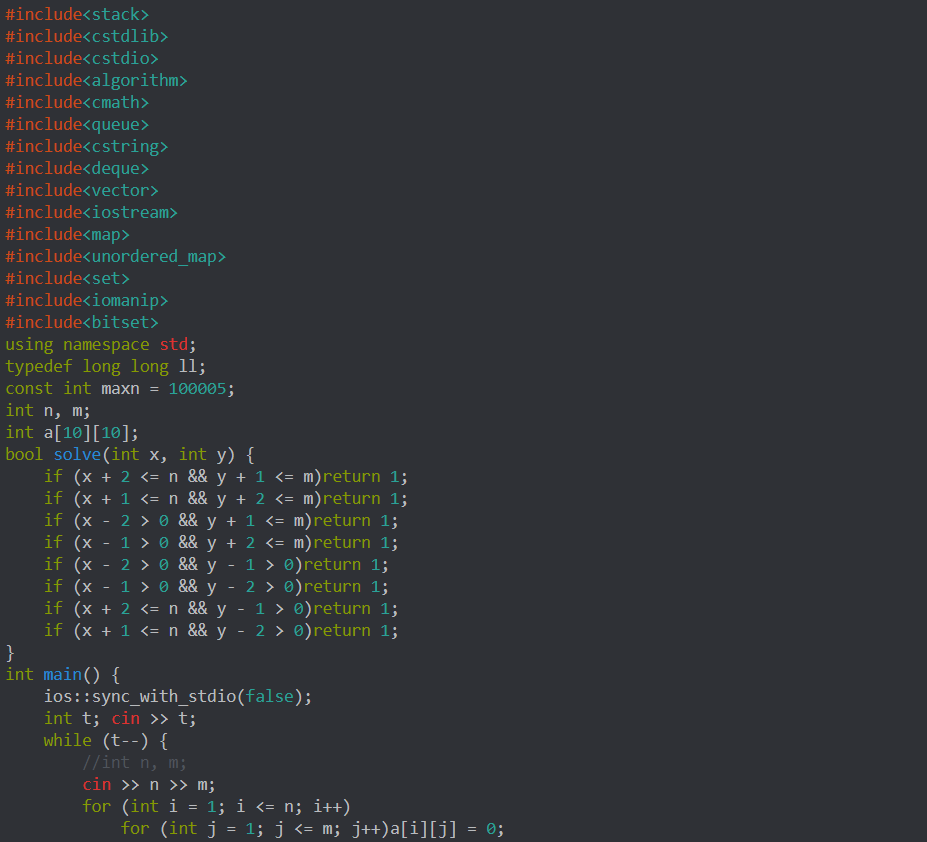 #include<stack>
#include<cstdlib>
#include<cstdio>
#include<algorithm>
#include<cmath>
#include<queue>
#include<cstring>
#include<deque>
#include<vector>
#include<iostream>
#include<map>
#include<unordered_map>
#include<set>
#include<iomanip>
#include<bitset>
using namespace std;
typedef long long ll;
const int maxn = 100005;
int n, m;
int a[10][10];
bool solve(int x, int y) {
    if (x + 2 <= n && y + 1 <= m)return 1;
    if (x + 1 <= n && y + 2 <= m)return 1;
    if (x - 2 > 0 && y + 1 <= m)return 1;
    if (x - 1 > 0 && y + 2 <= m)return 1;
    if (x - 2 > 0 && y - 1 > 0)return 1;
    if (x - 1 > 0 && y - 2 > 0)return 1;
    if (x + 2 <= n && y - 1 > 0)return 1;
    if (x + 1 <= n && y - 2 > 0)return 1;
}
int main() {
    ios::sync_with_stdio(false);
    int t; cin >> t;
    while (t--) {
        //int n, m;
        cin >> n >> m;
        for (int i = 1; i <= n; i++)
            for (int j = 1; j <= m; j++)a[i][j] = 0;